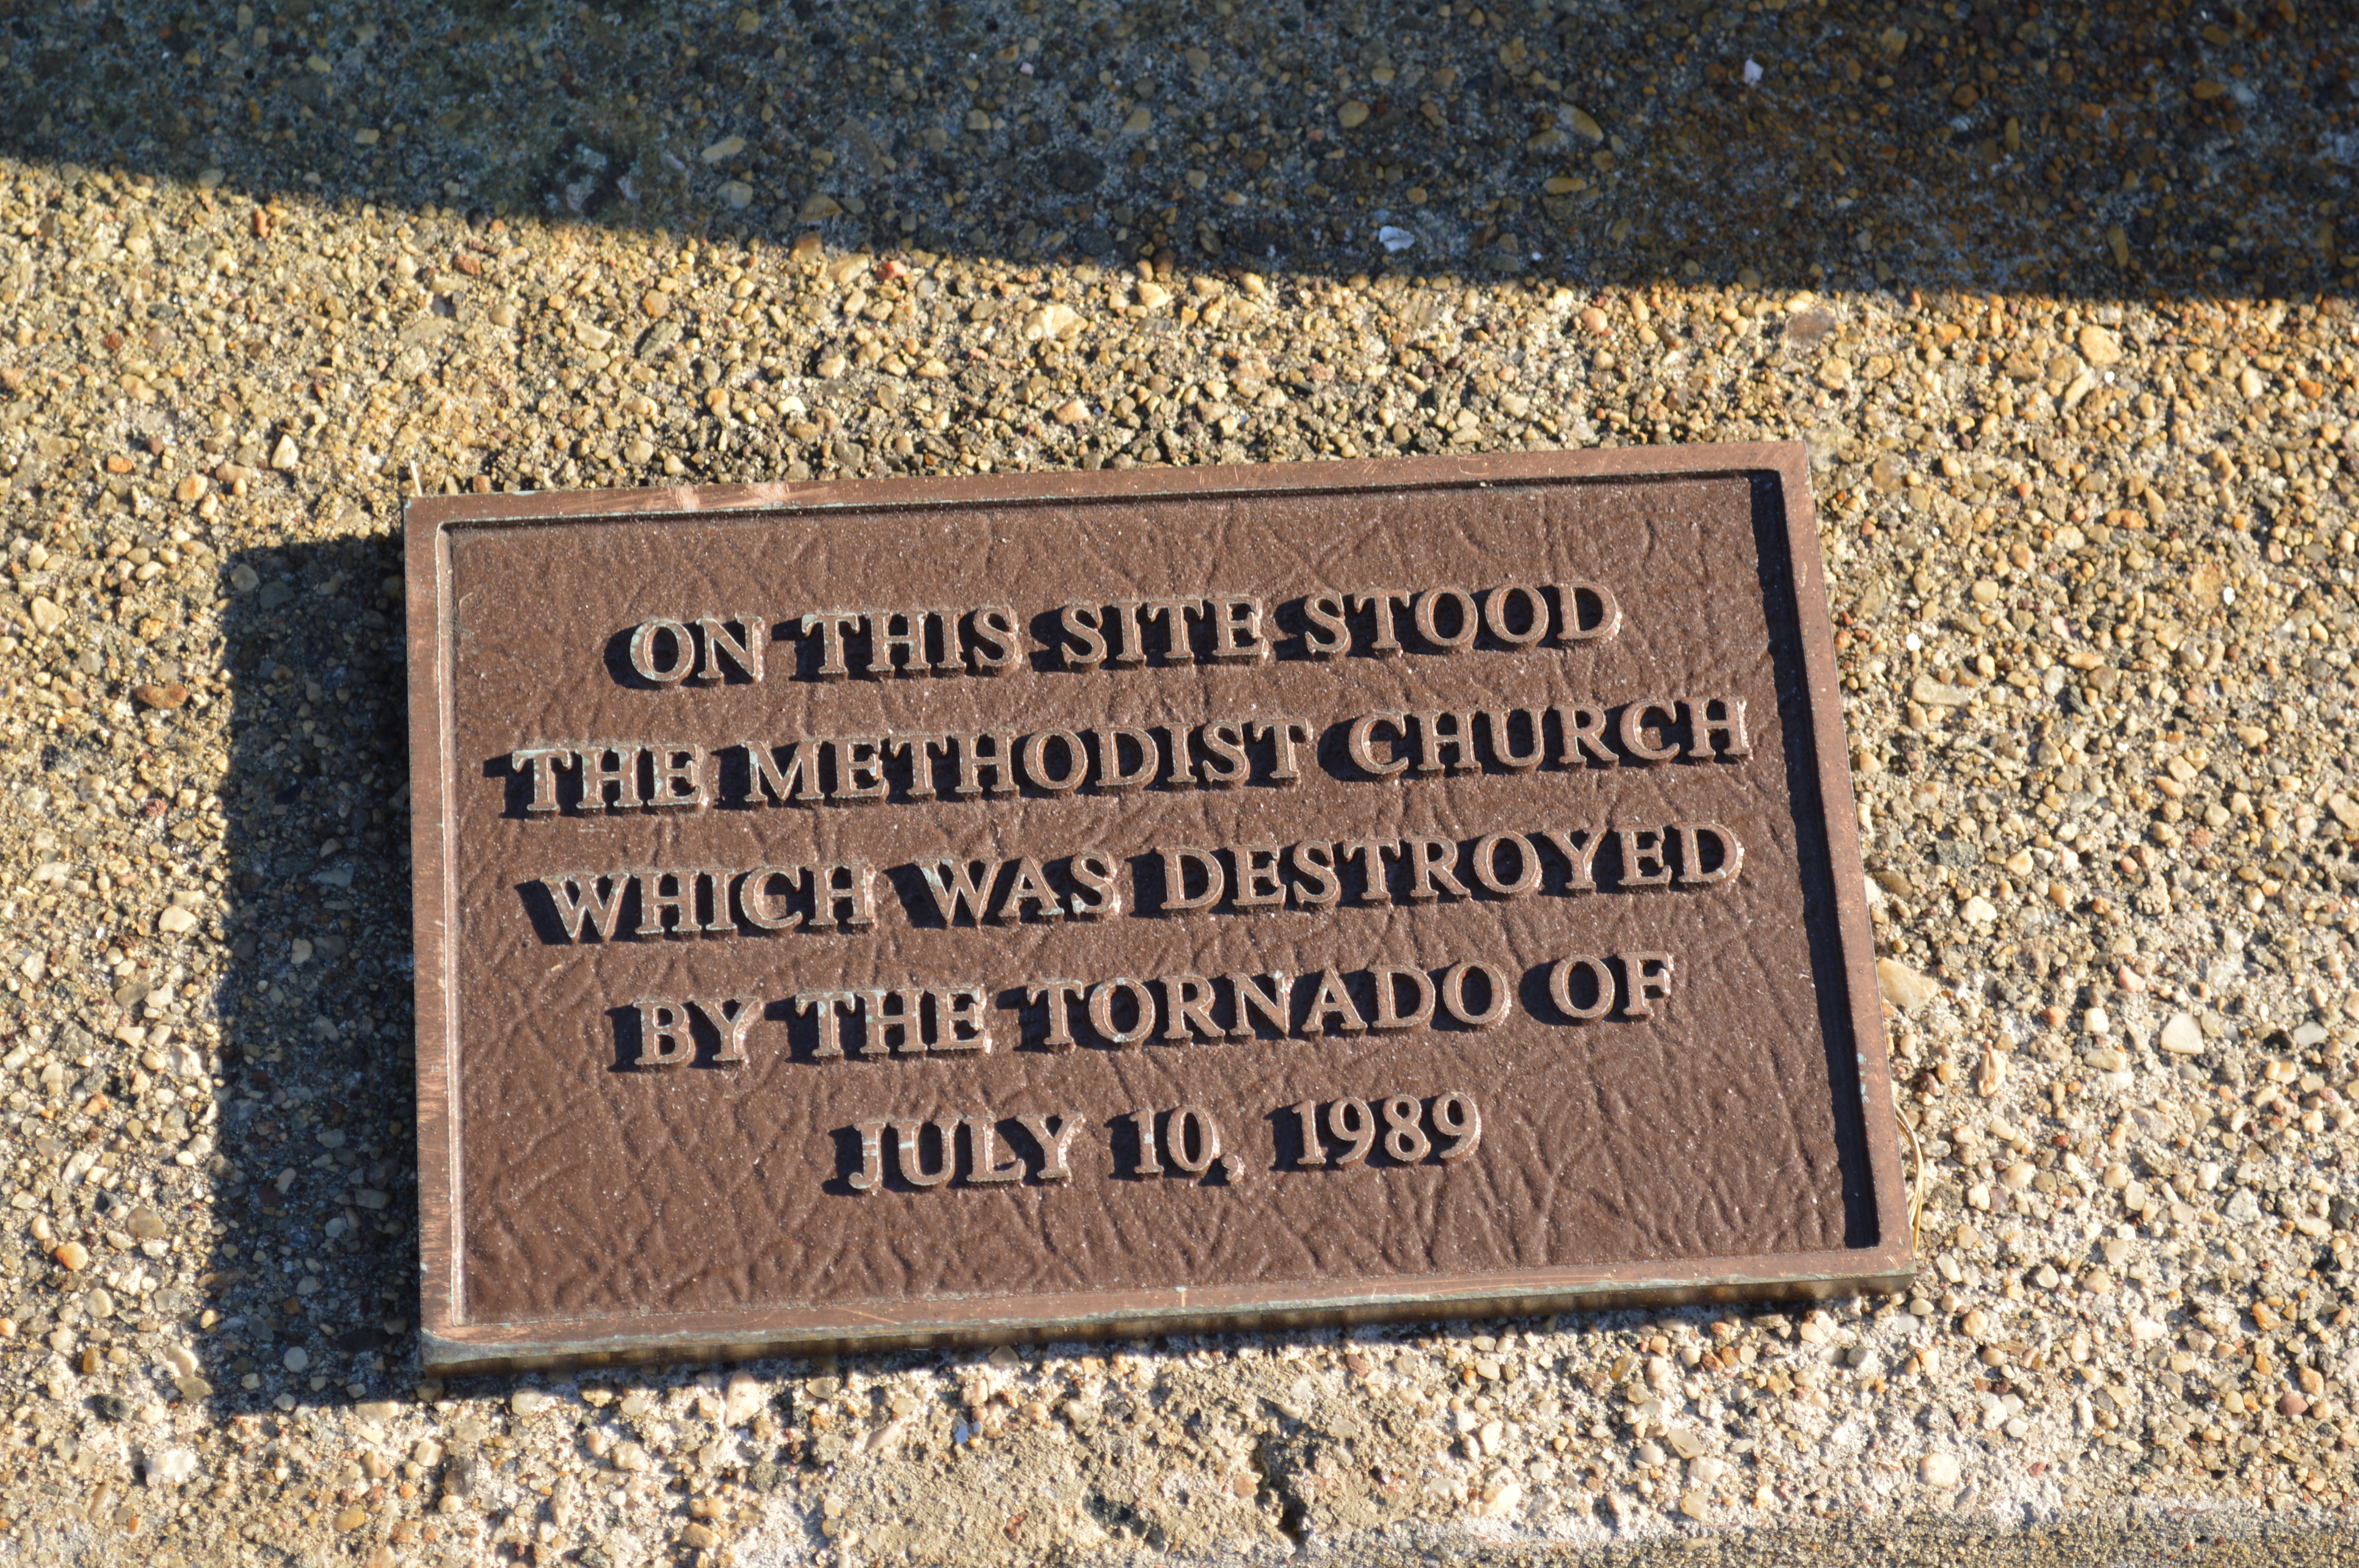 ON THIS SITE STOOD
THE METHODIST CHURCH
WHICH WAS DESTROYED
BY THE TORNADO OF
JULY 10, 1989